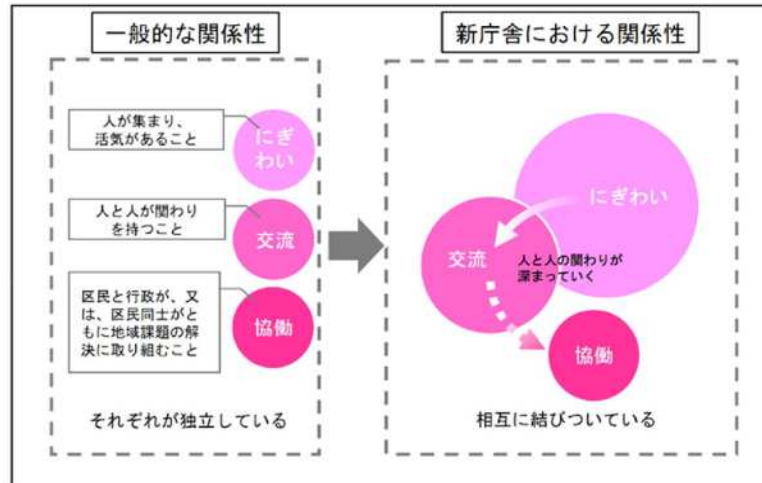 一般的な関係性
人が集まり、
活気があること
にぎ
わい
人と人が関わり
を持つこと
交流
区民と行政が、又
は、区民同士がと
もに地域課題の解
決に取り組むこと
協働
それぞれが独立している
新庁舎における関係性
にぎわい
交流
人と人の関わりが
深まっていく
協働
相互に結びついている